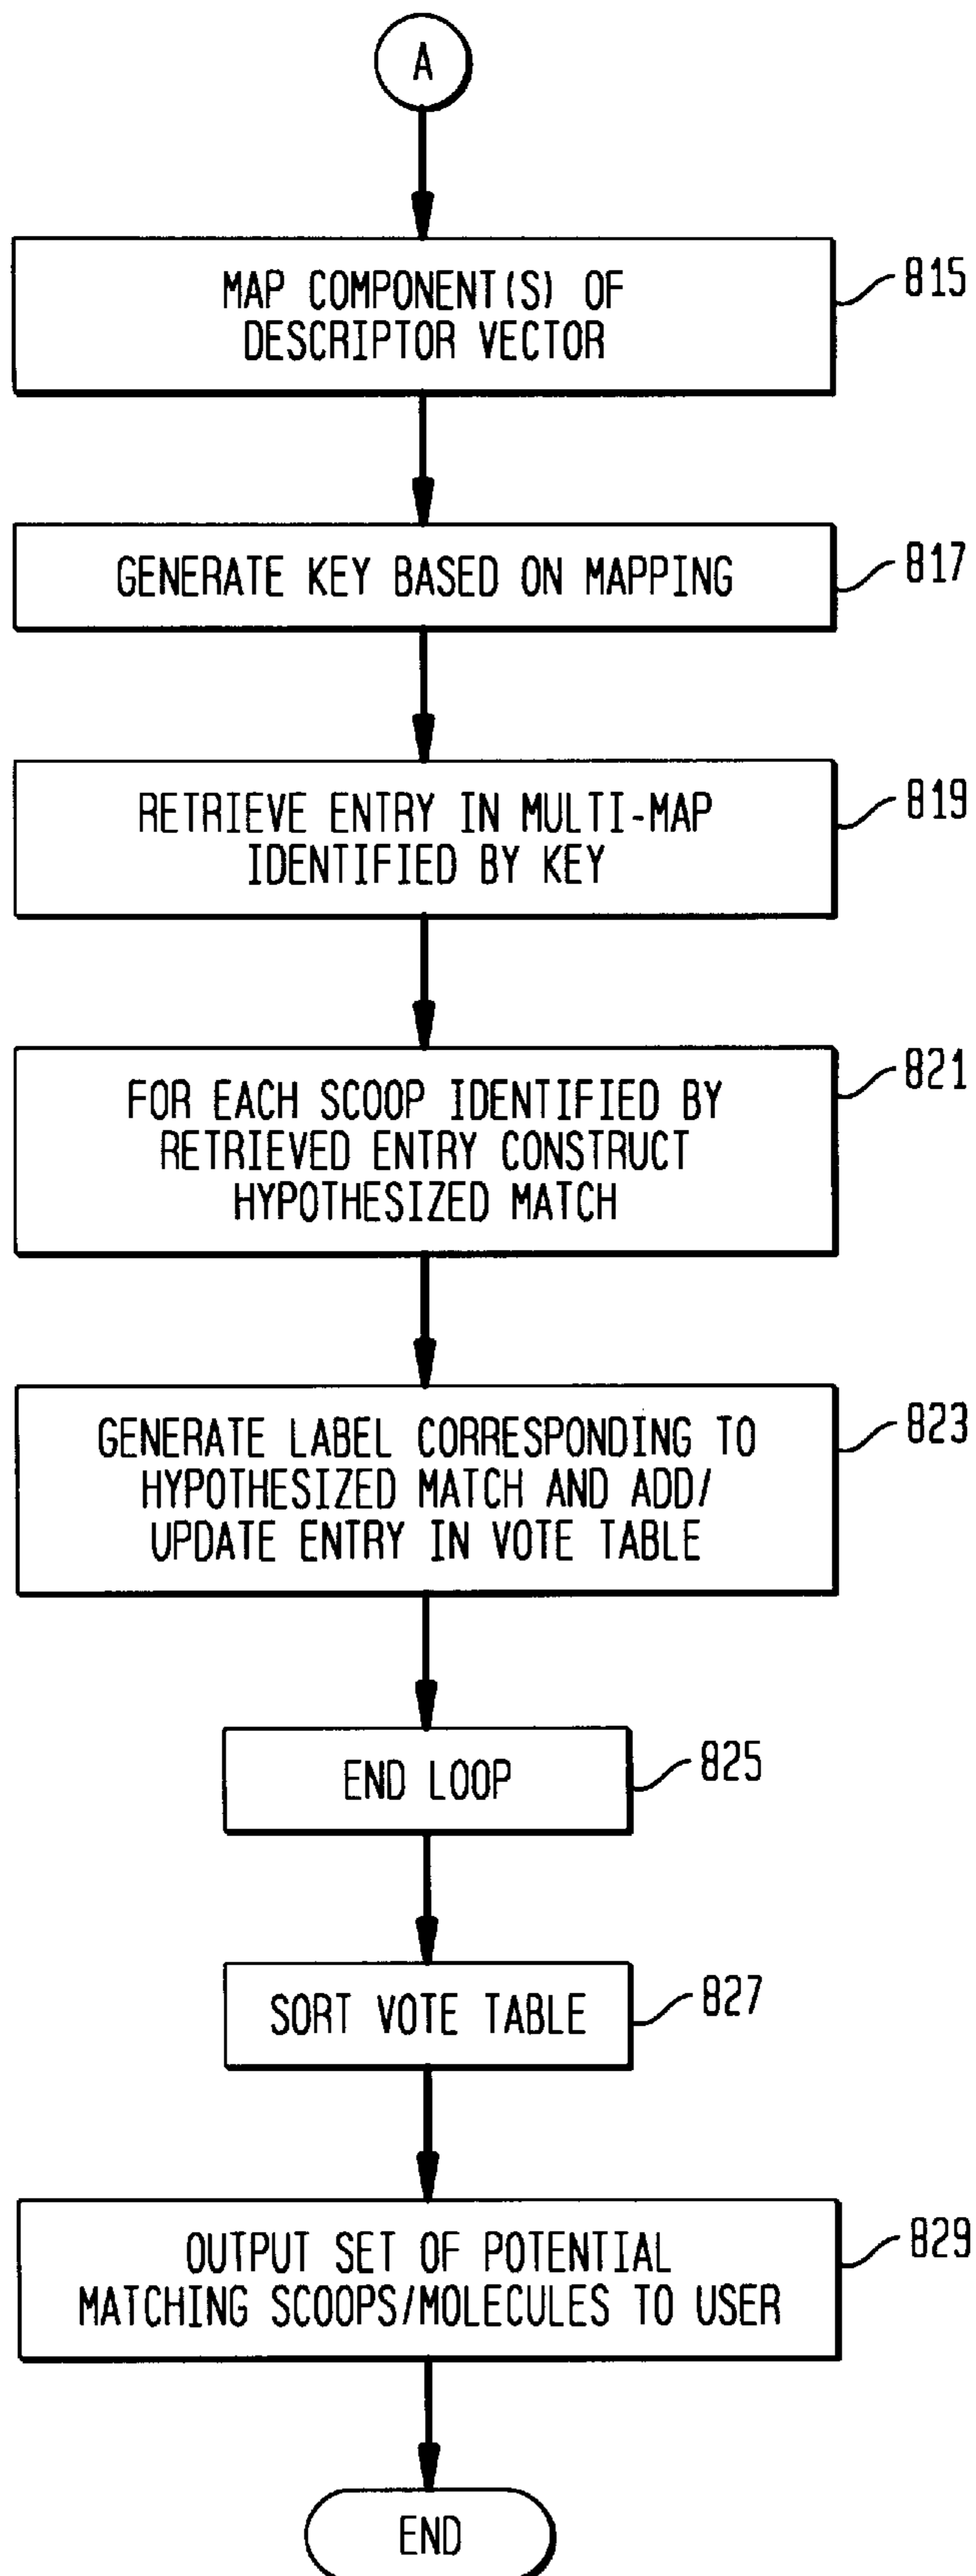 A
MAP COMPONENT(S) OF
DESCRIPTOR VECTOR
815
GENERATE KEY BASED ON MAPPING
817
RETRIEVE ENTRY IN MULTI-MAP
IDENTIFIED BY KEY
819
FOR EACH SCOOP IDENTIFIED BY
RETRIEVED ENTRY CONSTRUCT
HYPOTHESIZED MATCH
821
GENERATE LABEL CORRESPONDING TO
HYPOTHESIZED MATCH AND ADD/
UPDATE ENTRY IN VOTE TABLE
823
END LOOP
825
SORT VOTE TABLE
827
OUTPUT SET OF POTENTIAL
MATCHING SCOOPS/MOLECULES TO USER
829
END